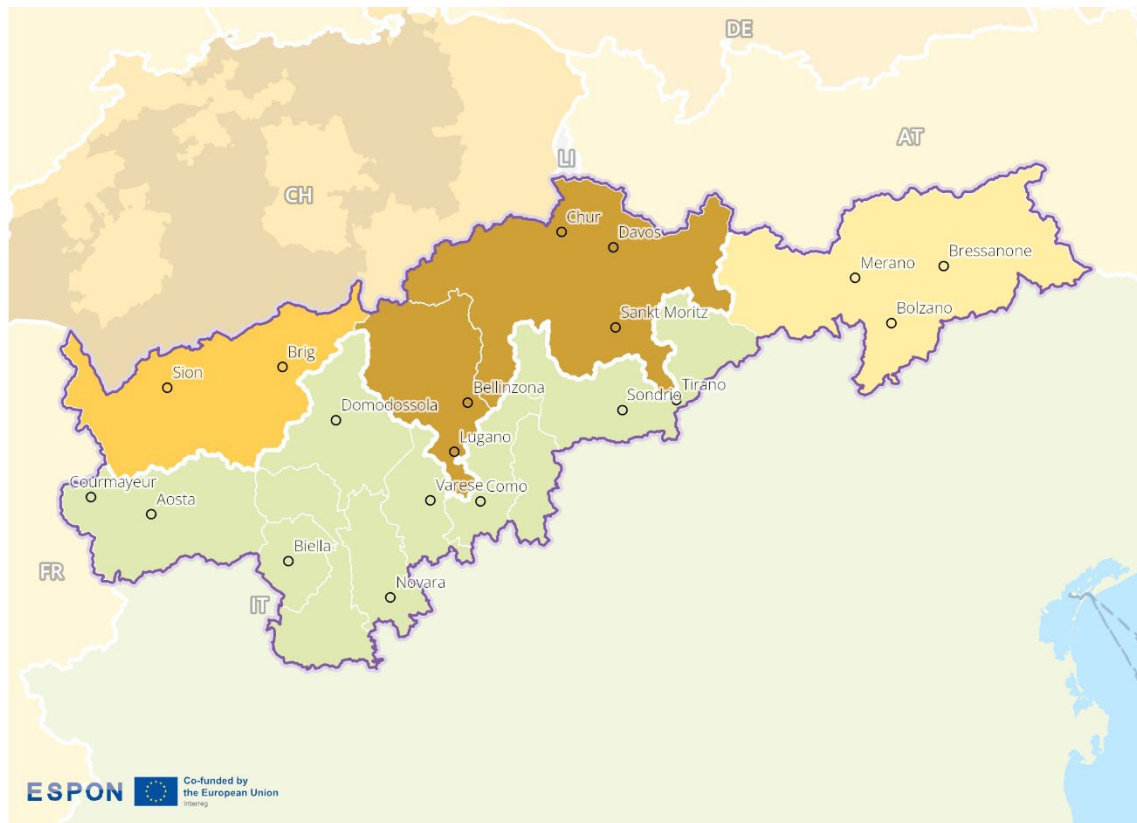 DE
AT
LI
CH
Chur
Davos
Bressanone
Merano
Bolzano
Sankt Moritz
Brig
Sion
Bellinzona
Tirano
Sondrio
Domodossola
Lugano
Courmayeur
Aosta
Varese
Como
Biella
FR
Novara
IT
ESPON
Co-funded by
the European Union
Interreg